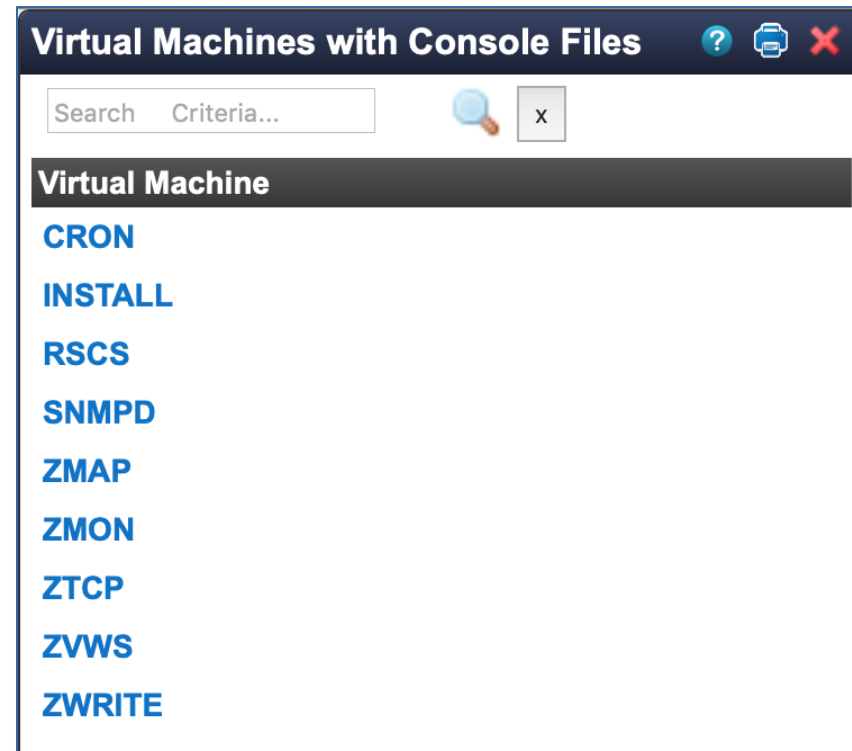 Virtual Machines with Console Files ?
Search Criteria... x
Virtual Machine
CRON
INSTALL
RSCS
SNMPD
ZMAP
ZMON
ZTCP
ZVWS
ZWRITE